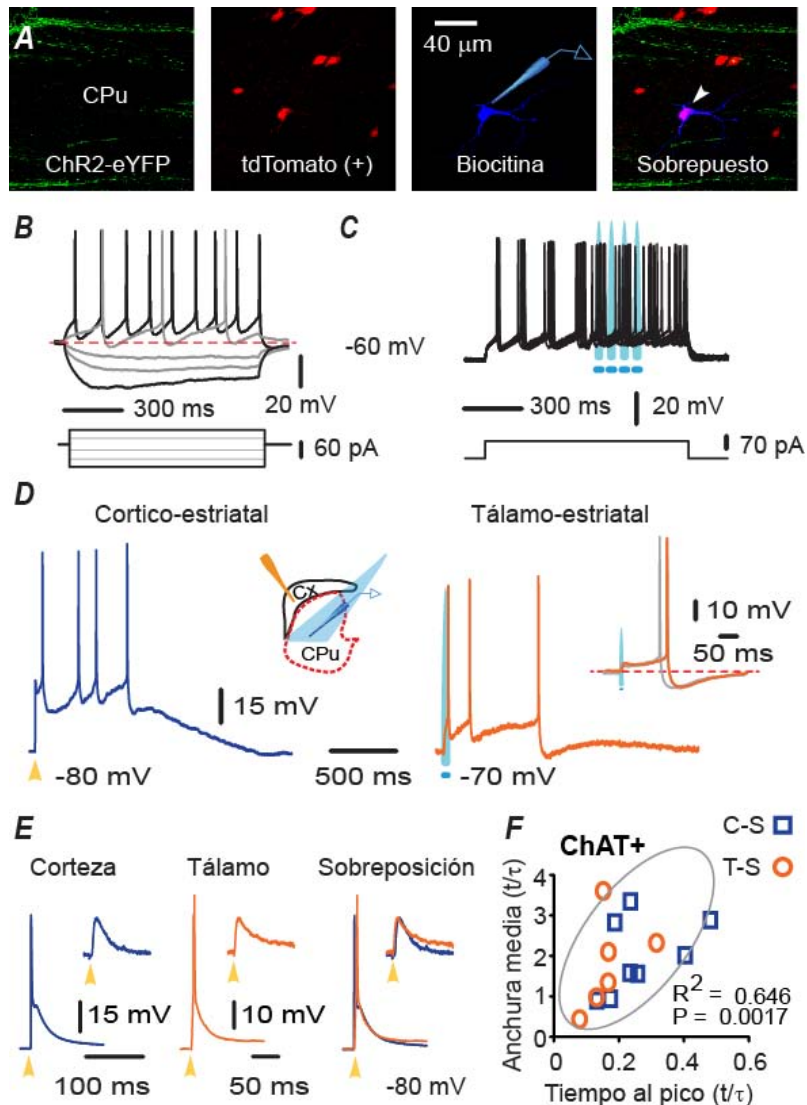 A
CPu
ChR2-eYFP
tdTomato (+)
40 μm
Biocitina
Sobrepuesto
B
300 ms
20 mV
60 pA
C
-60 mV
300 ms
20 mV
70 pA
D
Cortico-estriatal
Tálamo-estriatal
CX
CPu
15 mV
-80 mV
500 ms
10 mV
50 ms
-70 mV
E
Corteza
Tálamo
Sobreposición
15 mV
100 ms
10 mV
50 ms
-80 mV
F
ChAT+
C-S
T-S
Anchura media (t/τ)
4
3
2
1
0
R² = 0.646
P = 0.0017
0 0.2 0.4 0.6
Tiempo al pico (t/τ)